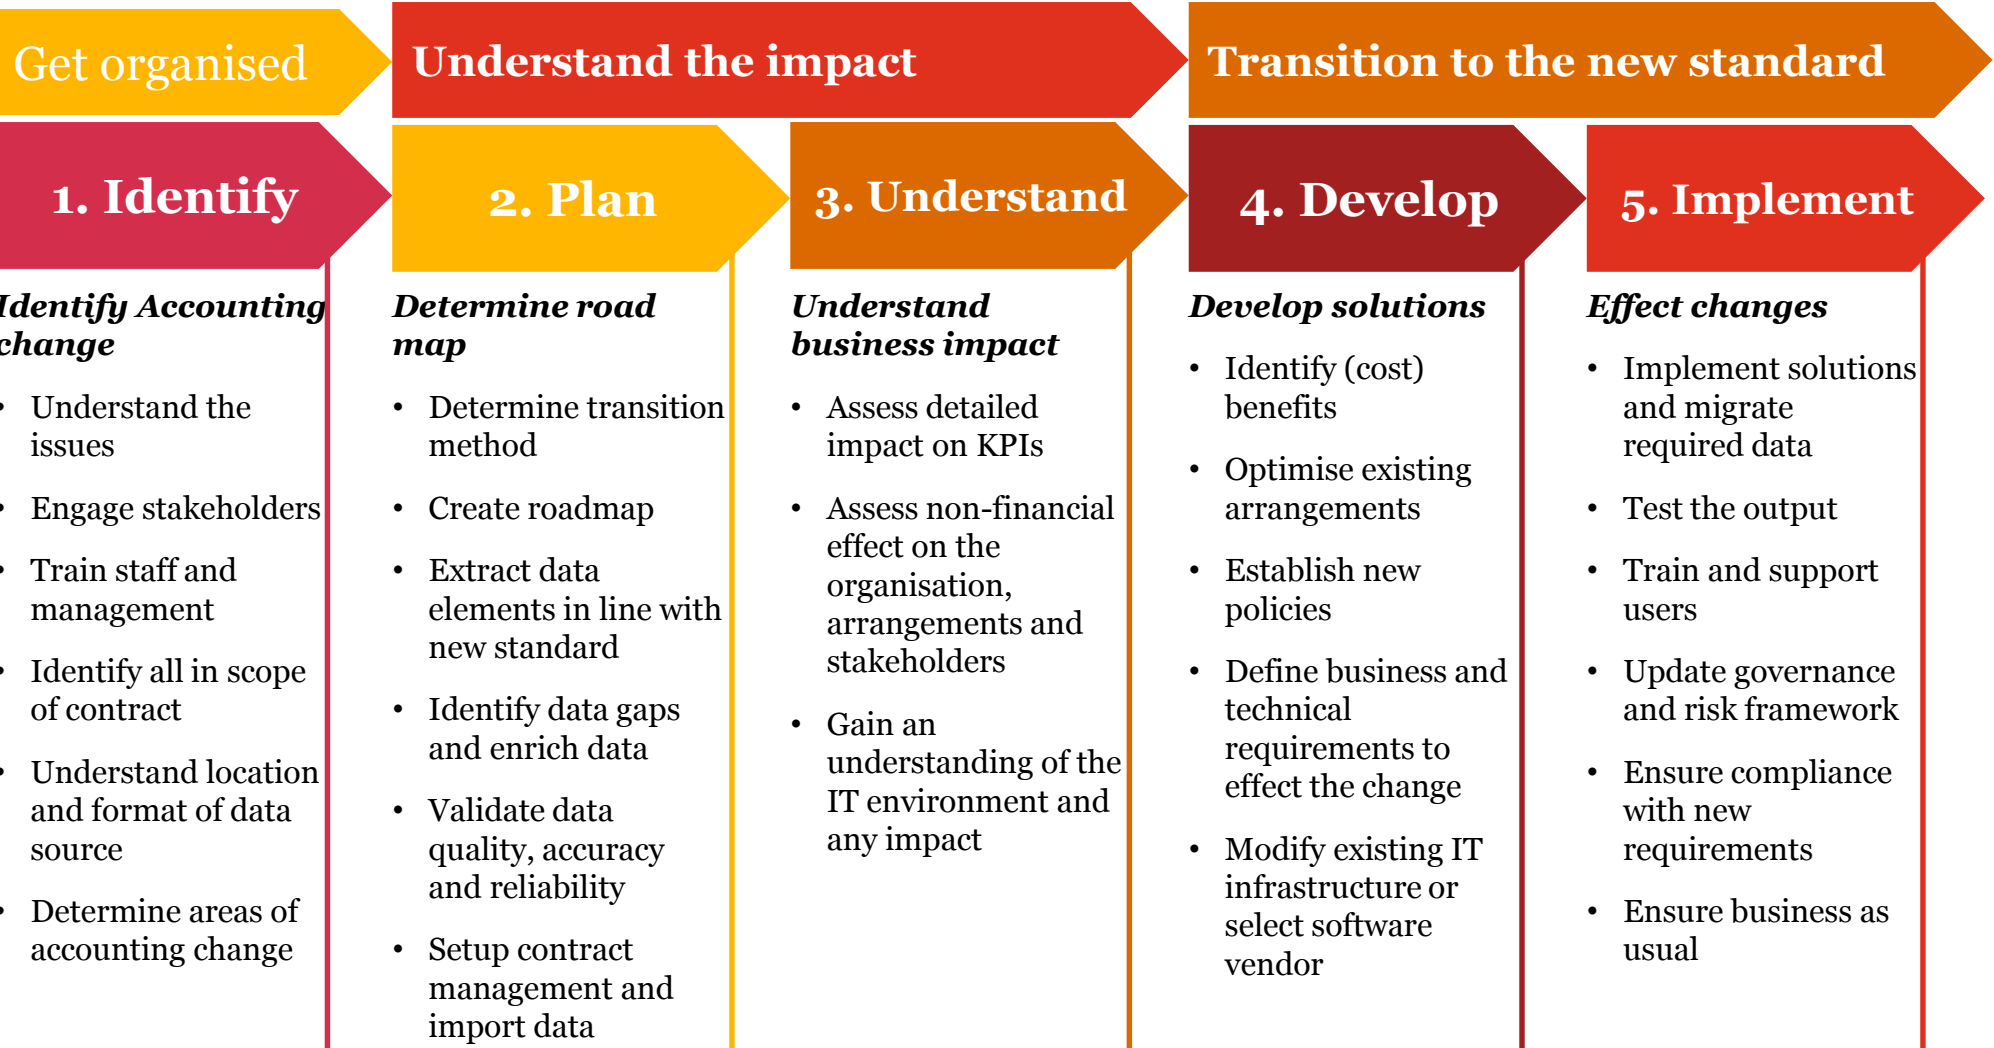 Get organised
Understand the impact
Transition to the new standard
1. Identify
2. Plan
3. Understand
4. Develop
5. Implement
Identify Accounting
change
• Understand the
issues
• Engage stakeholders
• Train staff and
management
• Identify all in scope
of contract
• Understand location
and format of data
source
• Determine areas of
accounting change
Determine road
map
• Determine transition
method
• Create roadmap
• Extract data
elements in line with
new standard
• Identify data gaps
and enrich data
• Validate data
quality, accuracy
and reliability
• Setup contract
management and
import data
Understand
business impact
• Assess detailed
impact on KPIs
• Assess non-financial
effect on the
organisation,
arrangements and
stakeholders
• Gain an
understanding of the
IT environment and
any impact
Develop solutions
• Identify (cost)
benefits
• Optimise existing
arrangements
• Establish new
policies
• Define business and
technical
requirements to
effect the change
• Modify existing IT
infrastructure or
select software
vendor
Effect changes
• Implement solutions
and migrate
required data
• Test the output
• Train and support
users
• Update governance
and risk framework
• Ensure compliance
with new
requirements
• Ensure business as
usual